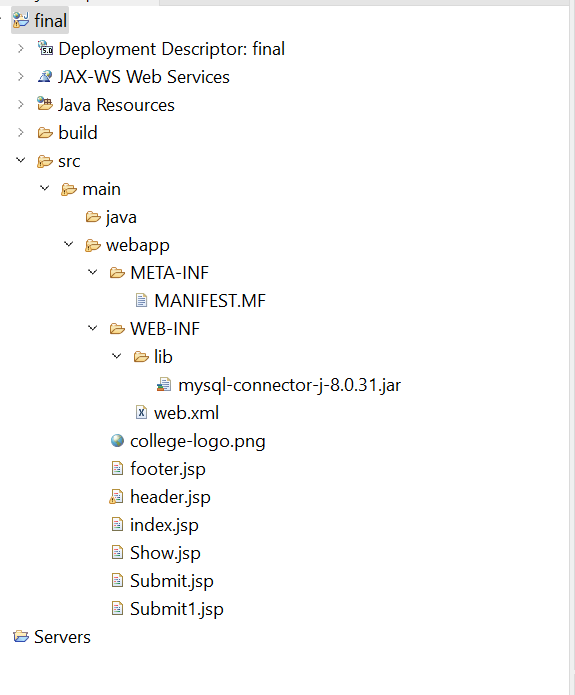 final
Deployment Descriptor: final
JAX-WS Web Services
Java Resources
build
src
main
java
webapp
META-INF
MANIFEST.MF
WEB-INF
lib
mysql-connector-j-8.0.31.jar
web.xml
college-logo.png
footer.jsp
header.jsp
index.jsp
Show.jsp
Submit.jsp
Submit1.jsp
Servers